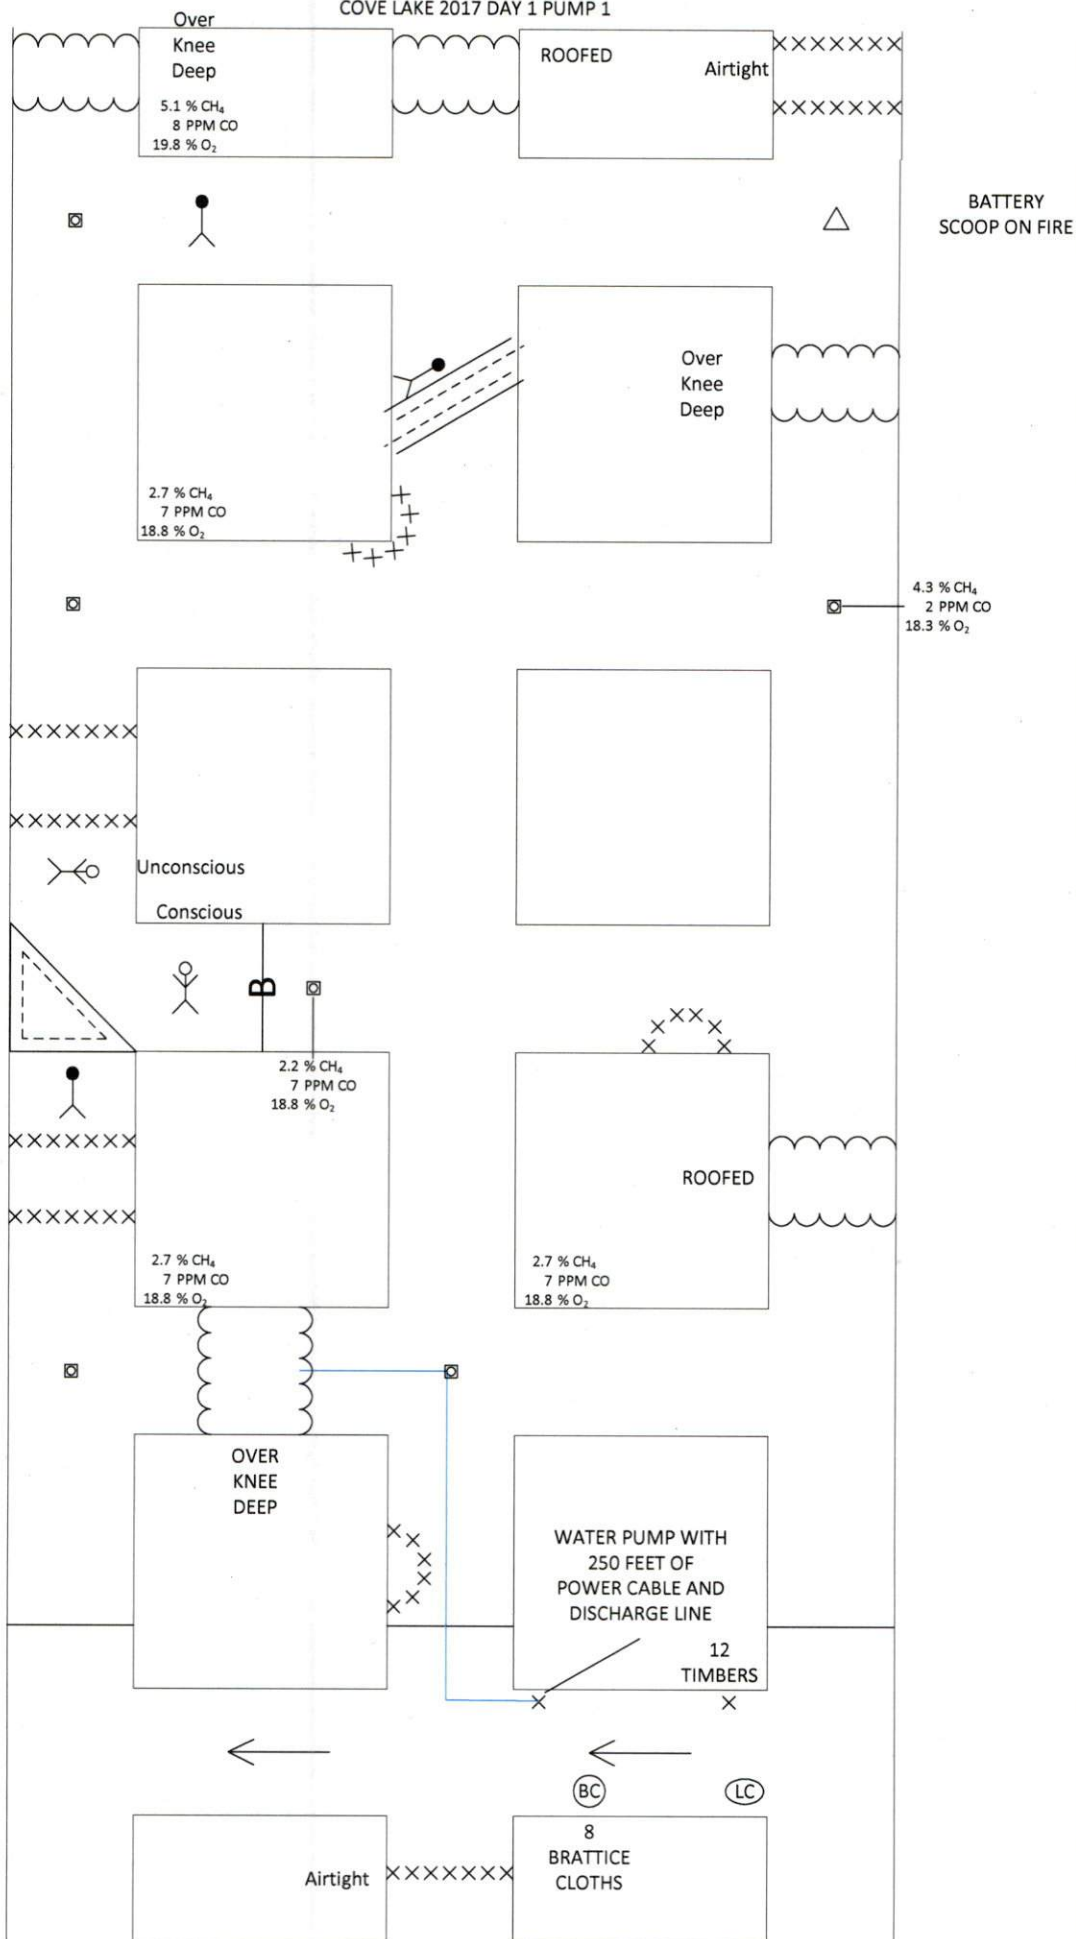 COVE LAKE 2017 DAY 1 PUMP 1
Over
Knee
Deep
5.1 % CH₄
8 PPM CO
19.8 % O₂
ROOFED
Airtight
BATTERY
SCOOP ON FIRE
Over
Knee
Deep
2.7 % CH₄
7 PPM CO
18.8 % O₂
4.3 % CH₄
2 PPM CO
18.3 % O₂
Unconscious
Conscious
B
2.2 % CH₄
7 PPM CO
18.8 % O₂
ROOFED
2.7 % CH₄
7 PPM CO
18.8 % O₂
2.7 % CH₄
7 PPM CO
18.8 % O₂
OVER
KNEE
DEEP
WATER PUMP WITH
250 FEET OF
POWER CABLE AND
DISCHARGE LINE
12
TIMBERS
BC
LC
8
BRATTICE
CLOTHS
Airtight